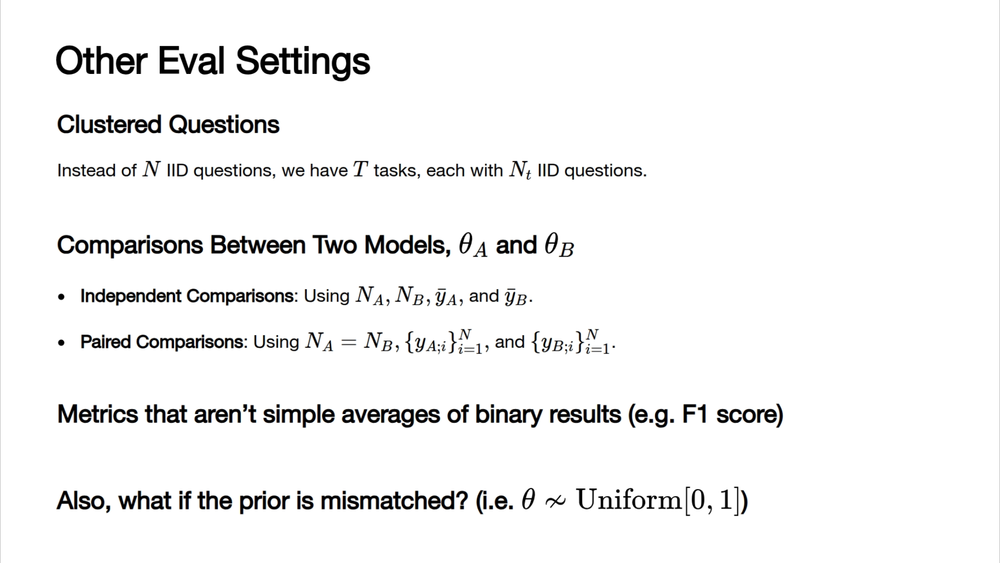 Other Eval Settings
Clustered Questions
Instead of $N$ IID questions, we have $T$ tasks, each with $N_t$ IID questions.
Comparisons Between Two Models, $\theta_A$ and $\theta_B$
• Independent Comparisons: Using $N_A, N_B, \bar{y}_A$, and $\bar{y}_B$.
• Paired Comparisons: Using $N_A = N_B, \{y_{A;i}\}_{i=1}^N$, and $\{y_{B;i}\}_{i=1}^N$.
Metrics that aren’t simple averages of binary results (e.g. F1 score)
Also, what if the prior is mismatched? (i.e. $\theta \nsim \text{Uniform}[0, 1]$)